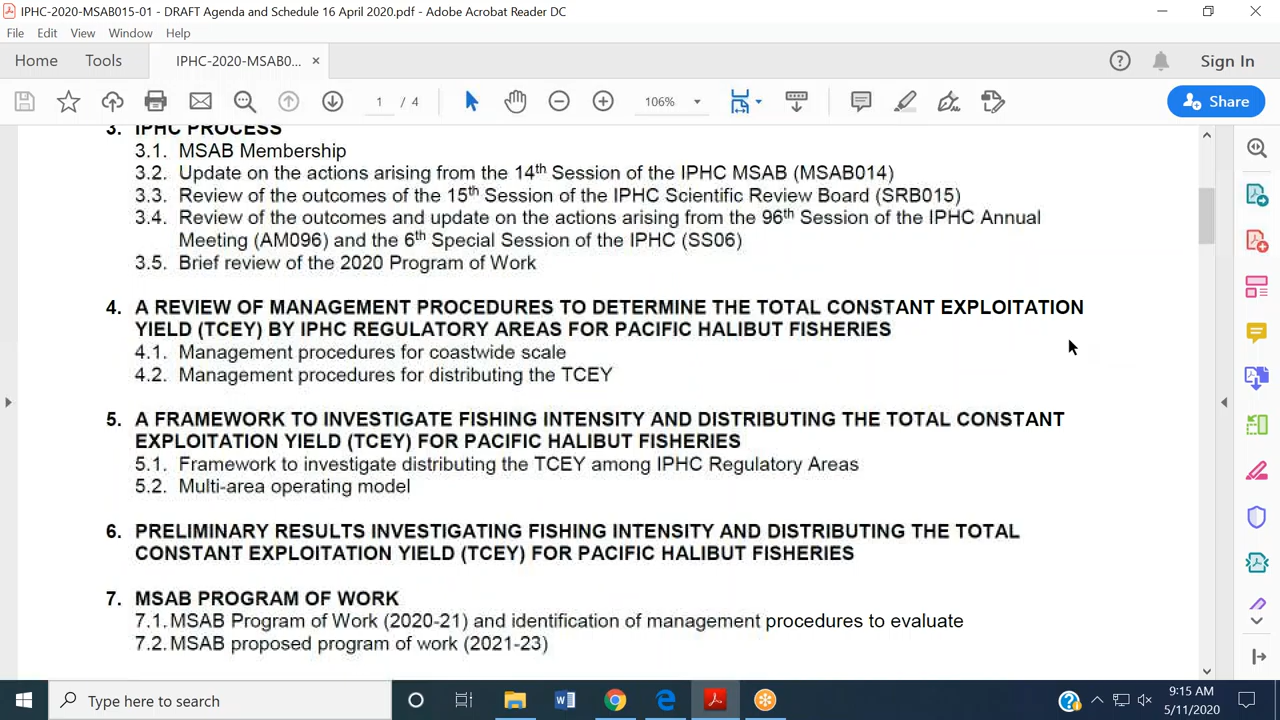 IPHC-2020-MSAB015-01 - DRAFT Agenda and Schedule 16 April 2020.pdf - Adobe Acrobat Reader DC
File Edit View Window Help
Home Tools IPHC-2020-MSAB0... × Sign In
1 / 4 106% Share
3. IPHC PROCESS
3.1. MSAB Membership
3.2. Update on the actions arising from the 14th Session of the IPHC MSAB (MSAB014)
3.3. Review of the outcomes of the 15th Session of the IPHC Scientific Review Board (SRB015)
3.4. Review of the outcomes and update on the actions arising from the 96th Session of the IPHC Annual
Meeting (AM096) and the 6th Special Session of the IPHC (SS06)
3.5. Brief review of the 2020 Program of Work
4. A REVIEW OF MANAGEMENT PROCEDURES TO DETERMINE THE TOTAL CONSTANT EXPLOITATION
YIELD (TCEY) BY IPHC REGULATORY AREAS FOR PACIFIC HALIBUT FISHERIES
4.1. Management procedures for coastwide scale
4.2. Management procedures for distributing the TCEY
5. A FRAMEWORK TO INVESTIGATE FISHING INTENSITY AND DISTRIBUTING THE TOTAL CONSTANT
EXPLOITATION YIELD (TCEY) FOR PACIFIC HALIBUT FISHERIES
5.1. Framework to investigate distributing the TCEY among IPHC Regulatory Areas
5.2. Multi-area operating model
6. PRELIMINARY RESULTS INVESTIGATING FISHING INTENSITY AND DISTRIBUTING THE TOTAL
CONSTANT EXPLOITATION YIELD (TCEY) FOR PACIFIC HALIBUT FISHERIES
7. MSAB PROGRAM OF WORK
7.1. MSAB Program of Work (2020-21) and identification of management procedures to evaluate
7.2. MSAB proposed program of work (2021-23)
Type here to search
9:15 AM
5/11/2020